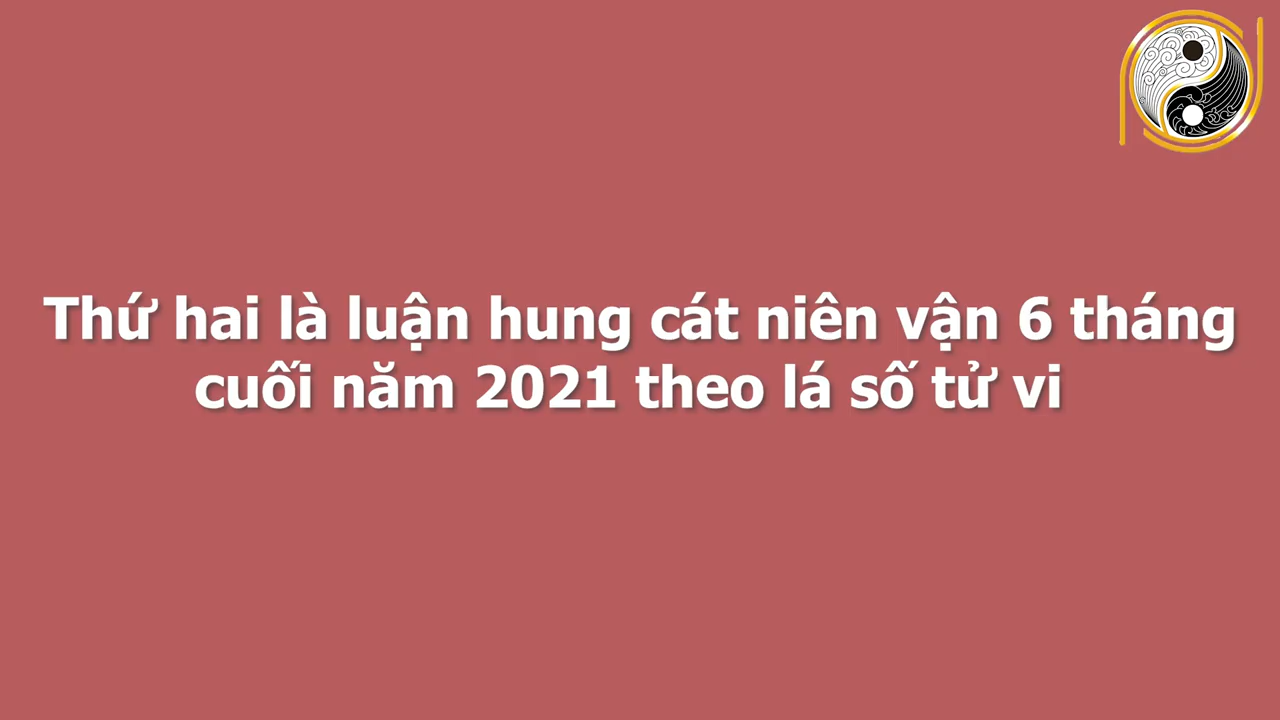 Thứ hai là luận hung cát niên vận 6 tháng
cuối năm 2021 theo lá số tử vi